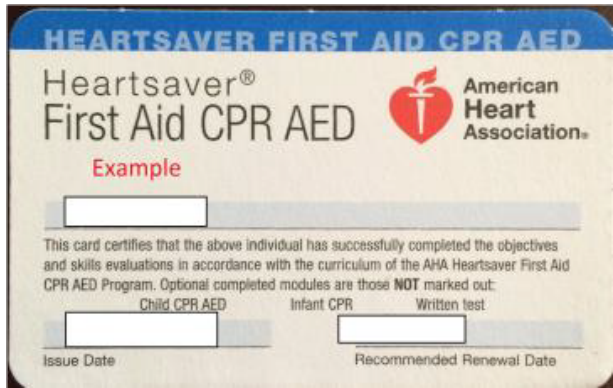 HEARTSAVER FIRST AID CPR AED
Heartsaver®
First Aid CPR AED
American
Heart
Association®
Example
This card certifies that the above individual has successfully completed the objectives
and skills evaluations in accordance with the curriculum of the AHA Heartsaver First Aid
CPR AED Program. Optional completed modules are those NOT marked out:
Child CPR AED Infant CPR Written test
Issue Date Recommended Renewal Date